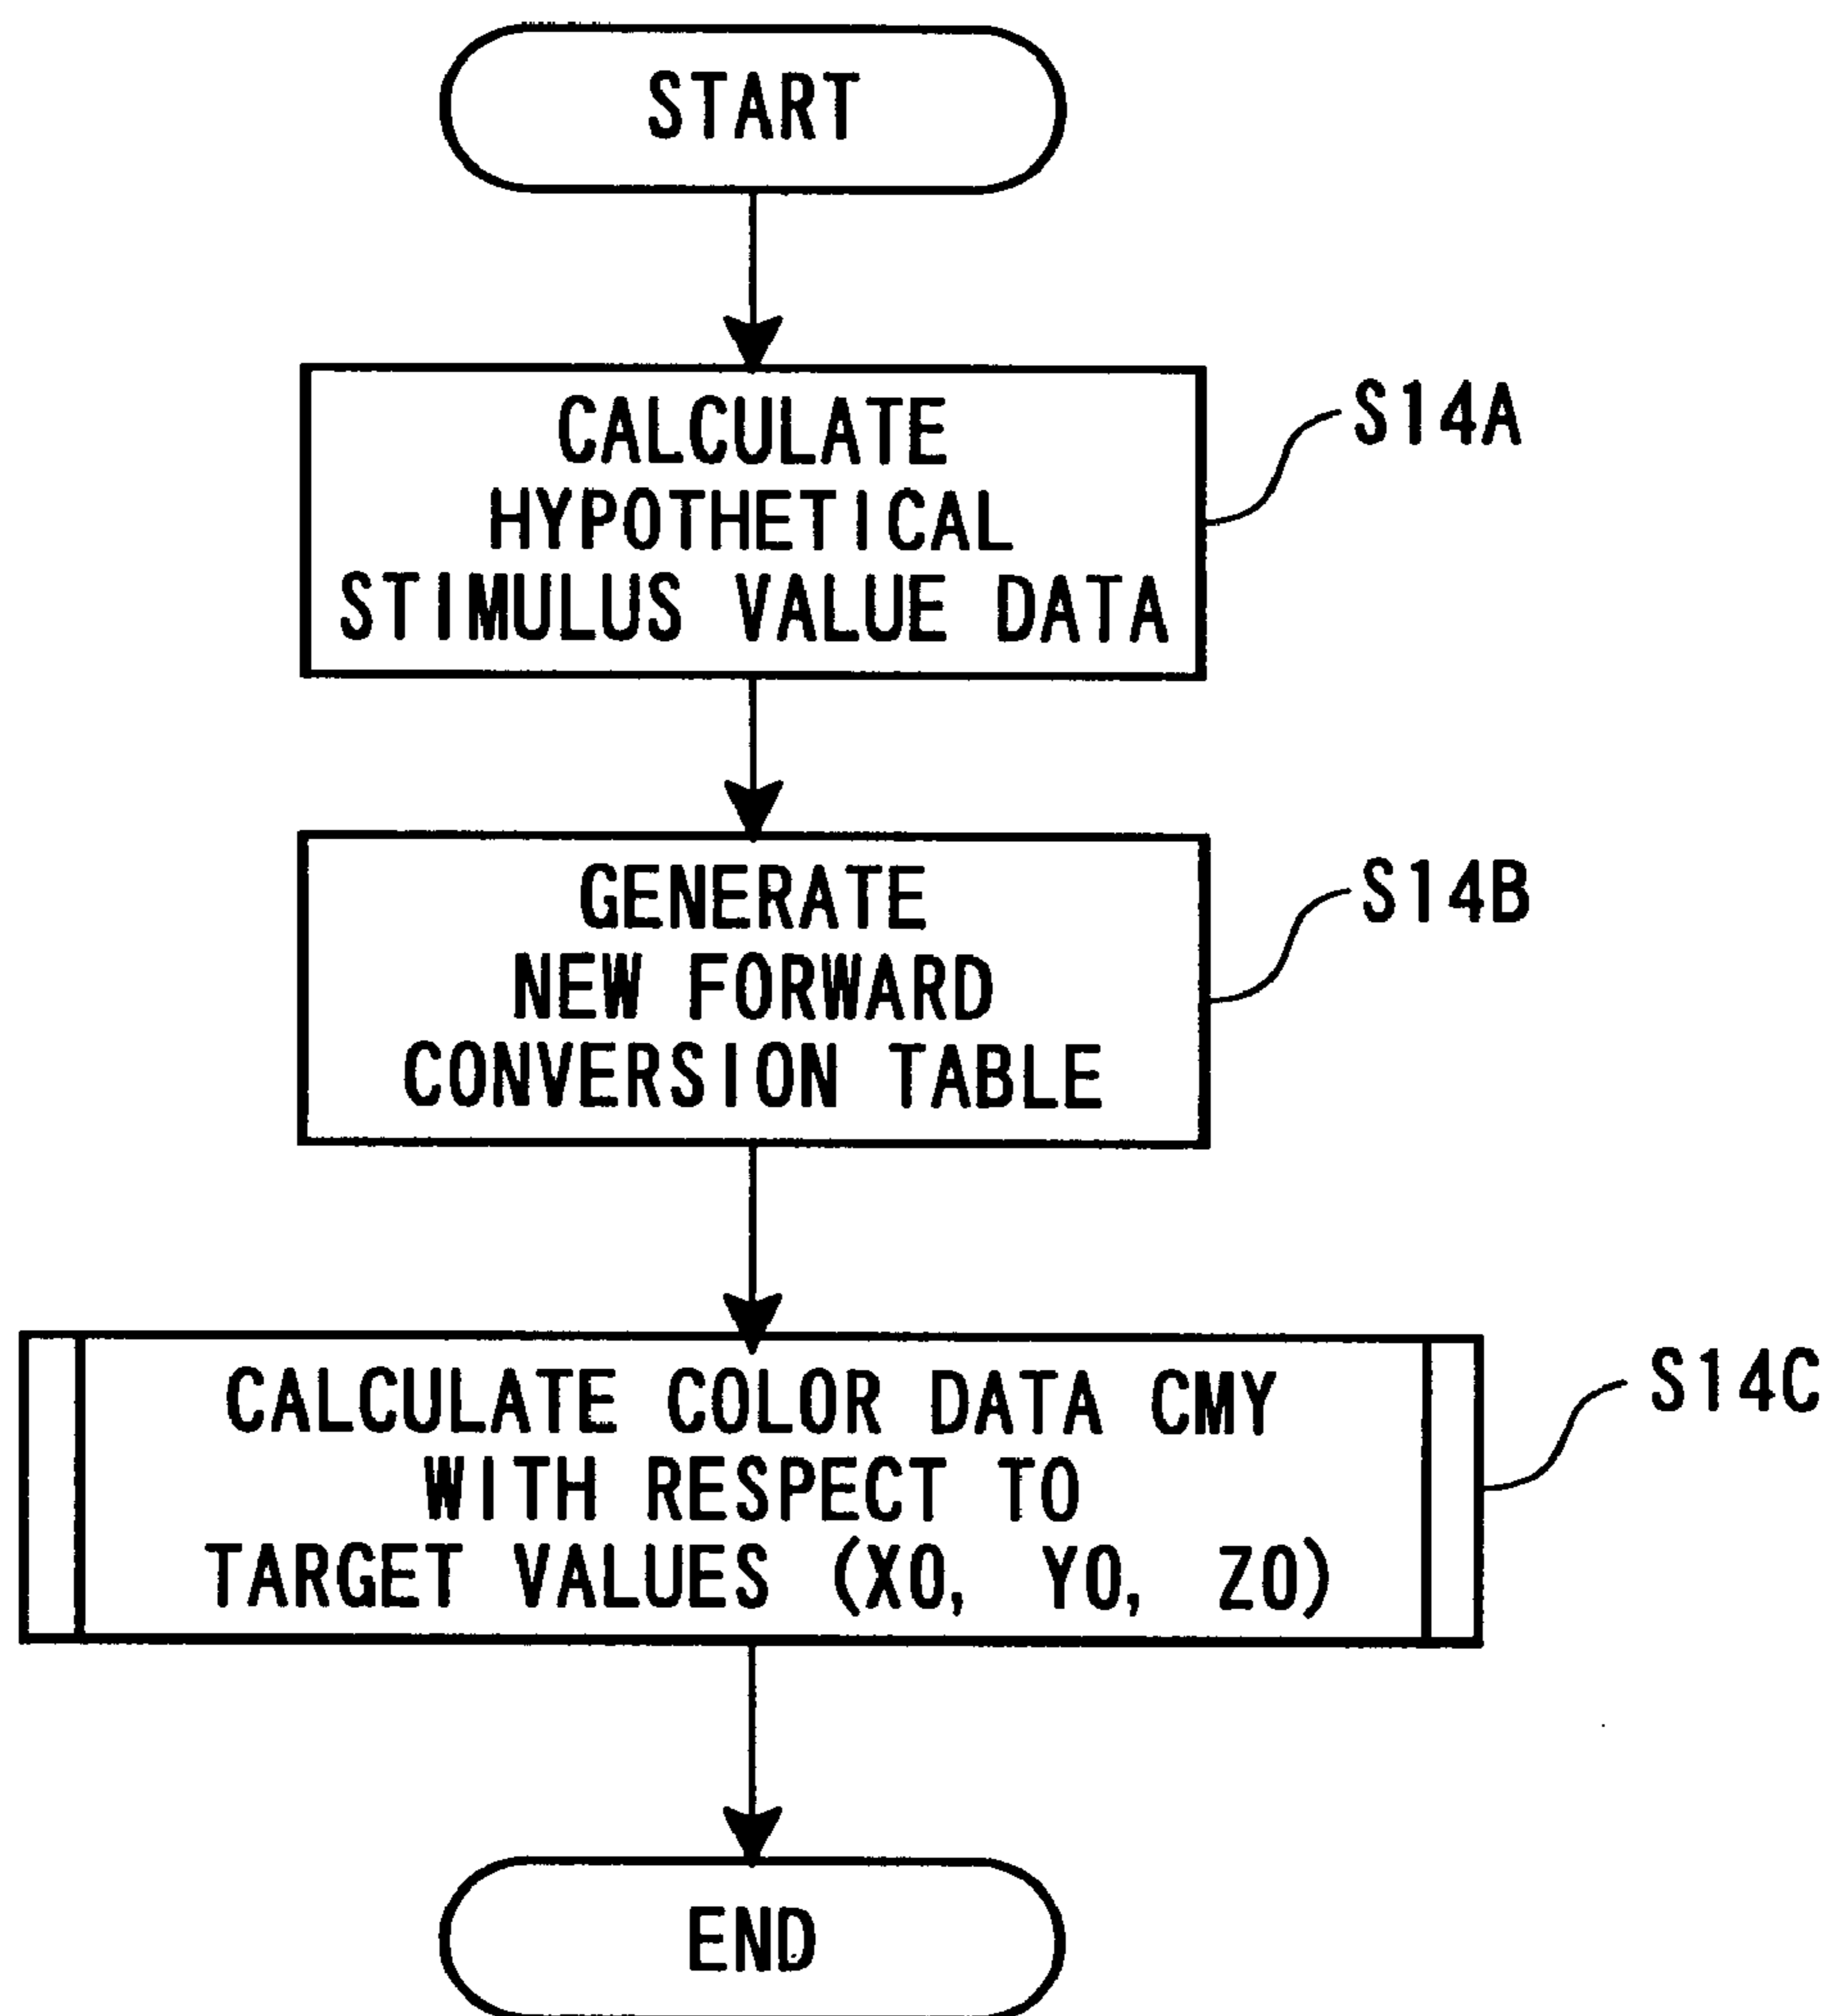 START
CALCULATE
HYPOTHETICAL
STIMULUS VALUE DATA
S14A
GENERATE
NEW FORWARD
CONVERSION TABLE
S14B
CALCULATE COLOR DATA CMY
WITH RESPECT TO
TARGET VALUES (X0, Y0, Z0)
S14C
END